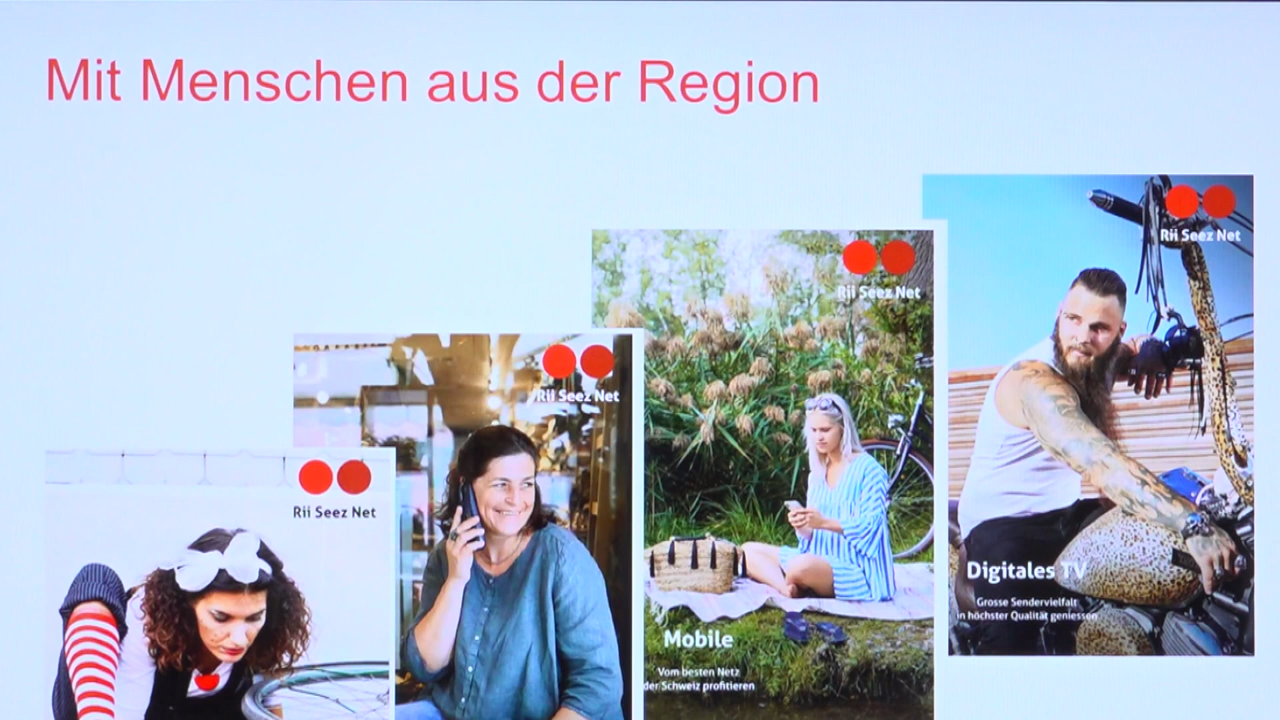 Mit Menschen aus der Region
Rii Seez Net
Rii Seez Net
Rii Seez Net
Mobile
Vom besten Netz
der Schweiz profitieren
Rii Seez Net
Digitales TV
Grosse Sendervielfalt
in höchster Qualität geniessen